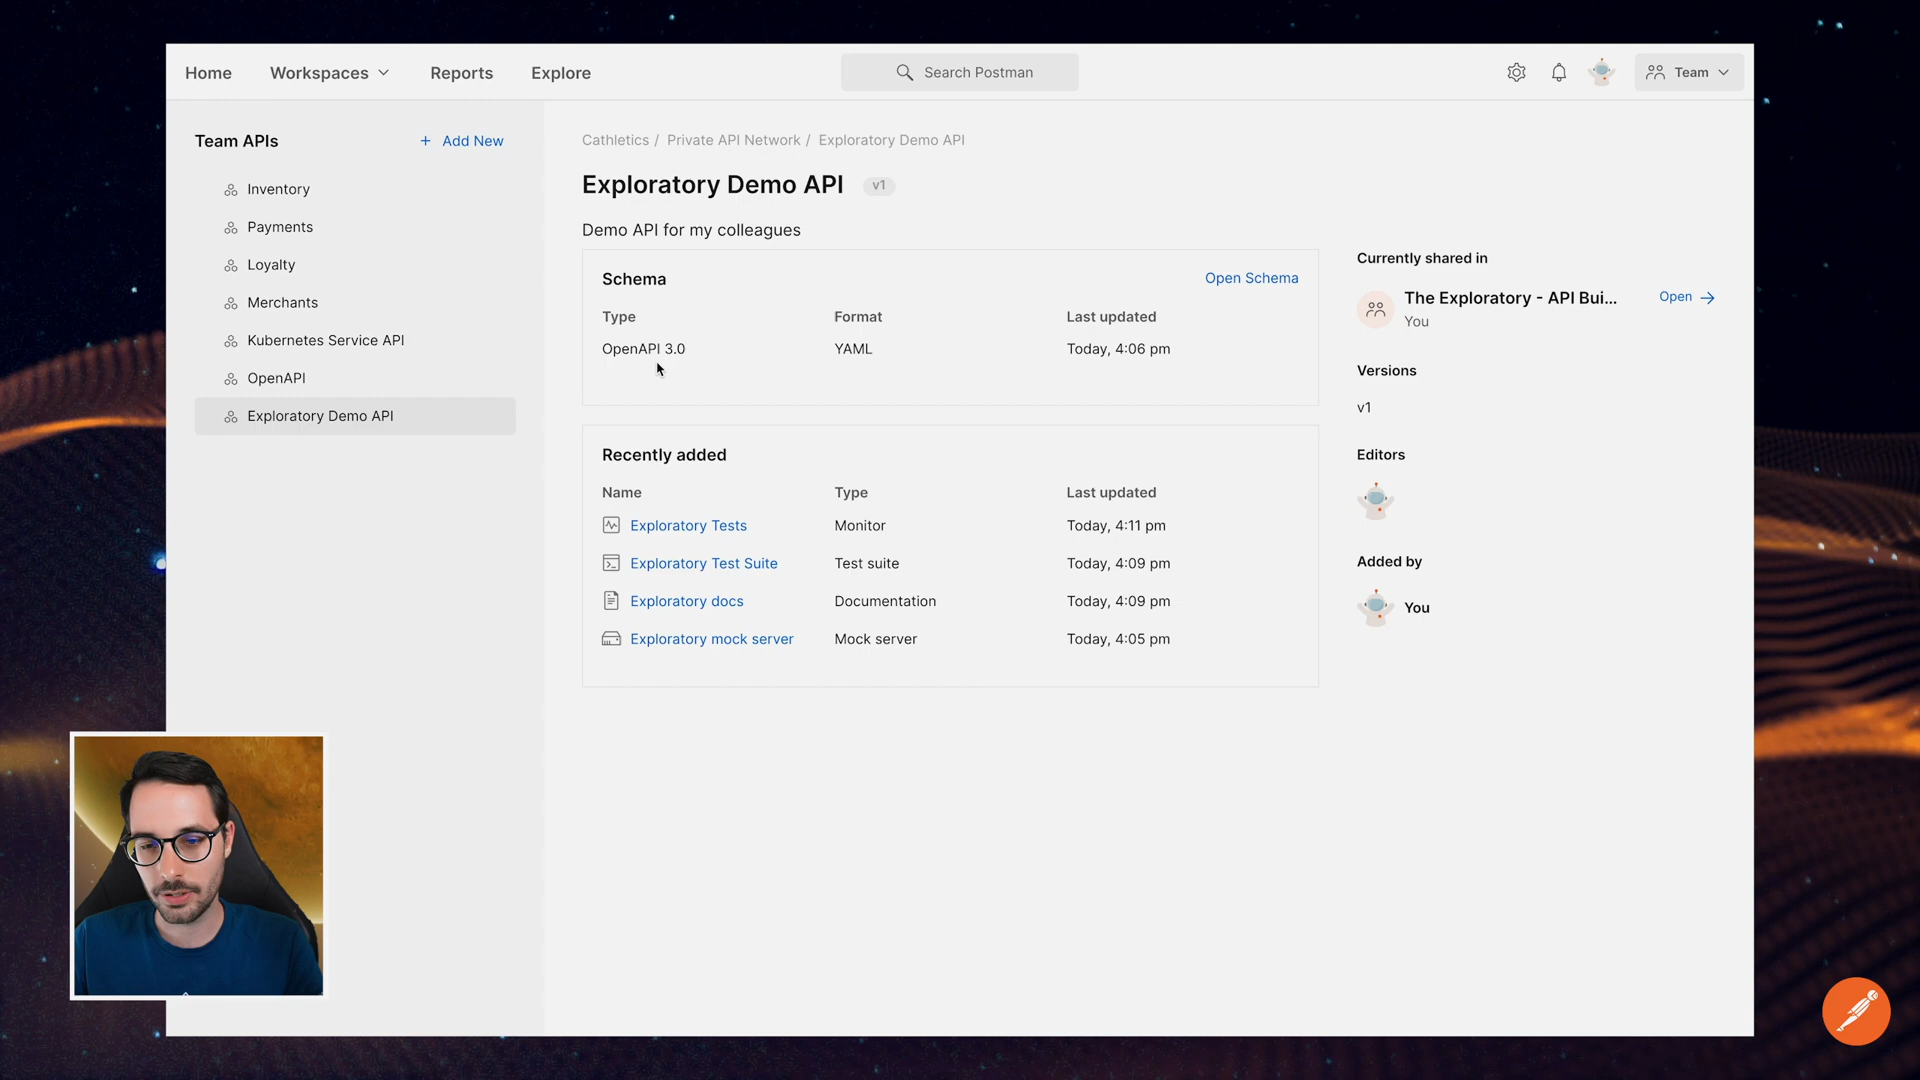 Home Workspaces Reports Explore Search Postman Team
Team APIs + Add New
Inventory
Payments
Loyalty
Merchants
Kubernetes Service API
OpenAPI
Exploratory Demo API
Cathletics / Private API Network / Exploratory Demo API
Exploratory Demo API v1
Demo API for my colleagues
Schema Open Schema
Type Format Last updated
OpenAPI 3.0 YAML Today, 4:06 pm
Recently added
Name Type Last updated
Exploratory Tests Monitor Today, 4:11 pm
Exploratory Test Suite Test suite Today, 4:09 pm
Exploratory docs Documentation Today, 4:09 pm
Exploratory mock server Mock server Today, 4:05 pm
Currently shared in
The Exploratory - API Bui... Open
You
Versions
v1
Editors
Added by
You